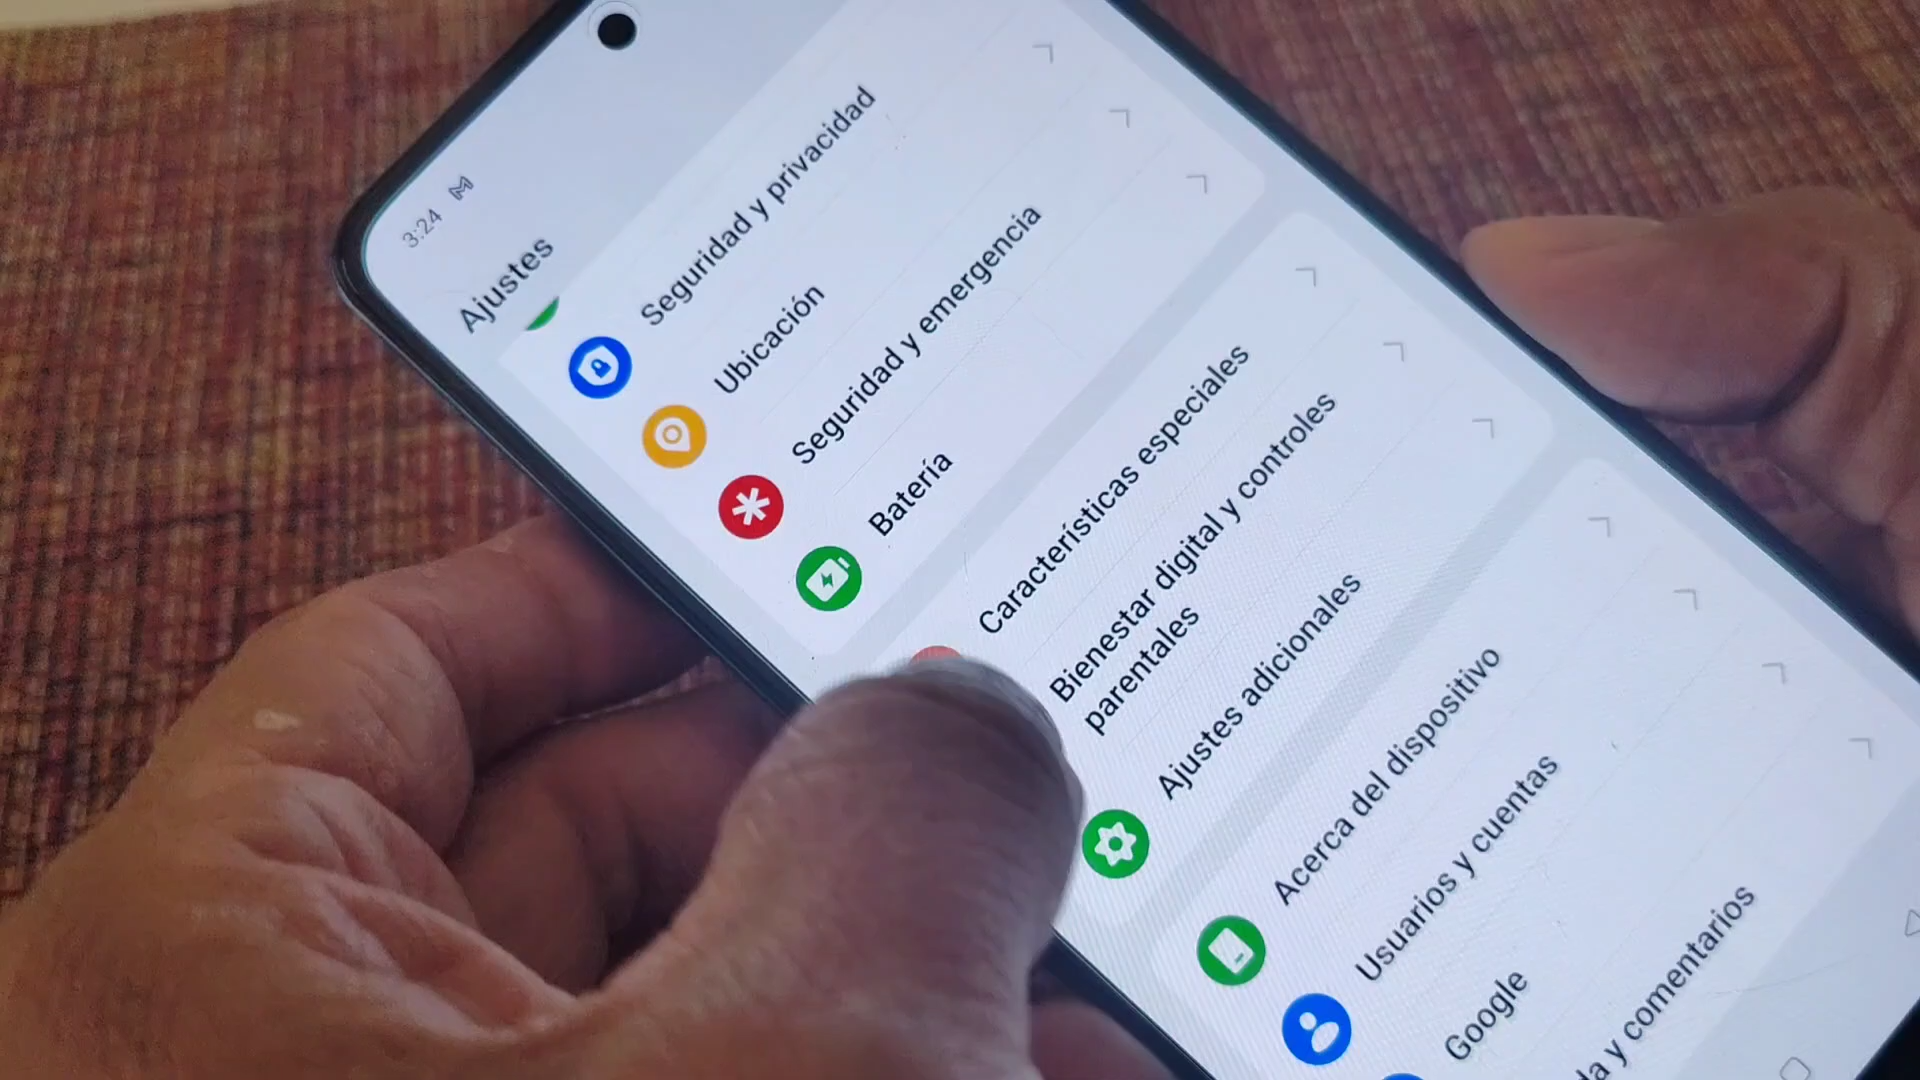 3:24
Ajustes
Seguridad y privacidad
Ubicación
Seguridad y emergencia
Batería
Características especiales
Bienestar digital y controles
parentales
Ajustes adicionales
Acerca del dispositivo
Usuarios y cuentas
Google
y comentarios